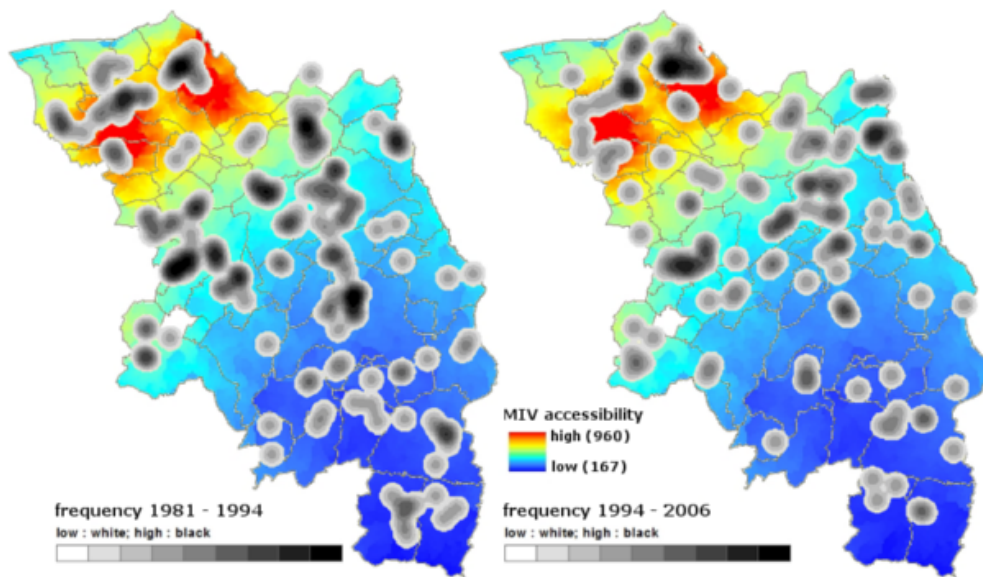 MIV accessibility
high (960)
low (167)
frequency 1981 - 1994
low : white; high : black
frequency 1994 - 2006
low : white; high : black